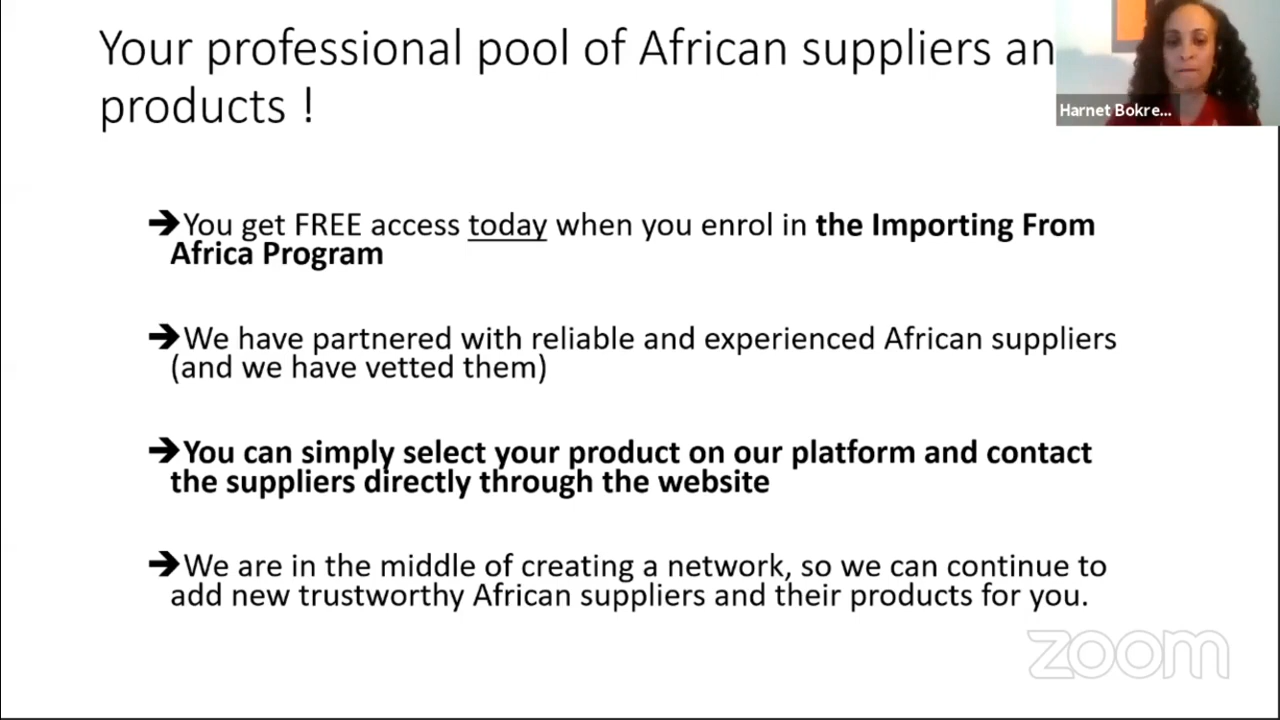 Your professional pool of African suppliers an
products !
Harnet Bokre...
➔You get FREE access today when you enrol in the Importing From
Africa Program
➔We have partnered with reliable and experienced African suppliers
(and we have vetted them)
➔You can simply select your product on our platform and contact
the suppliers directly through the website
➔We are in the middle of creating a network, so we can continue to
add new trustworthy African suppliers and their products for you.
zoom